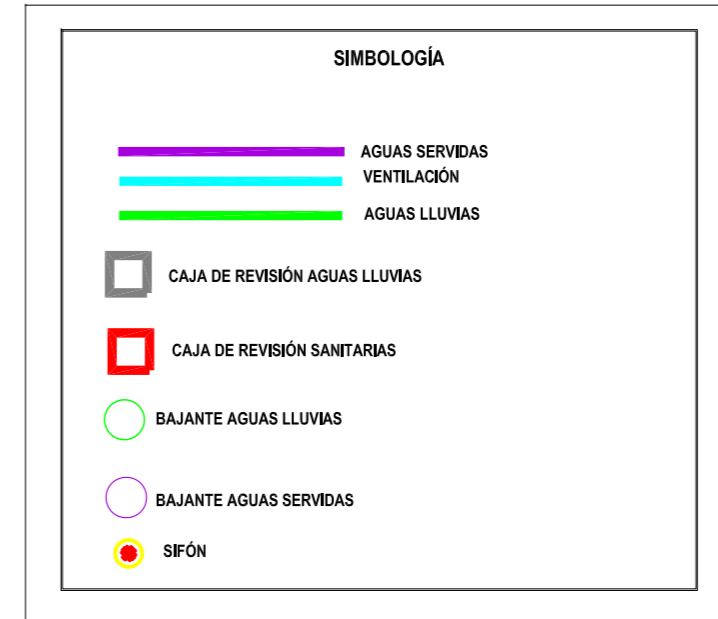 SIMBOLOGÍA
AGUAS SERVIDAS
VENTILACIÓN
AGUAS LLUVIAS
CAJA DE REVISIÓN AGUAS LLUVIAS
CAJA DE REVISIÓN SANITARIAS
BAJANTE AGUAS LLUVIAS
BAJANTE AGUAS SERVIDAS
SIFÓN